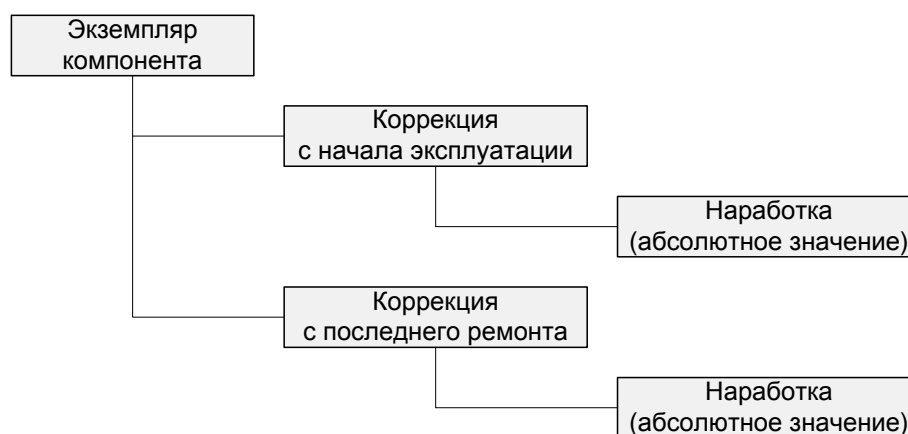 Экземпляр
компонента
Коррекция
с начала эксплуатации
Наработка
(абсолютное значение)
Коррекция
с последнего ремонта
Наработка
(абсолютное значение)